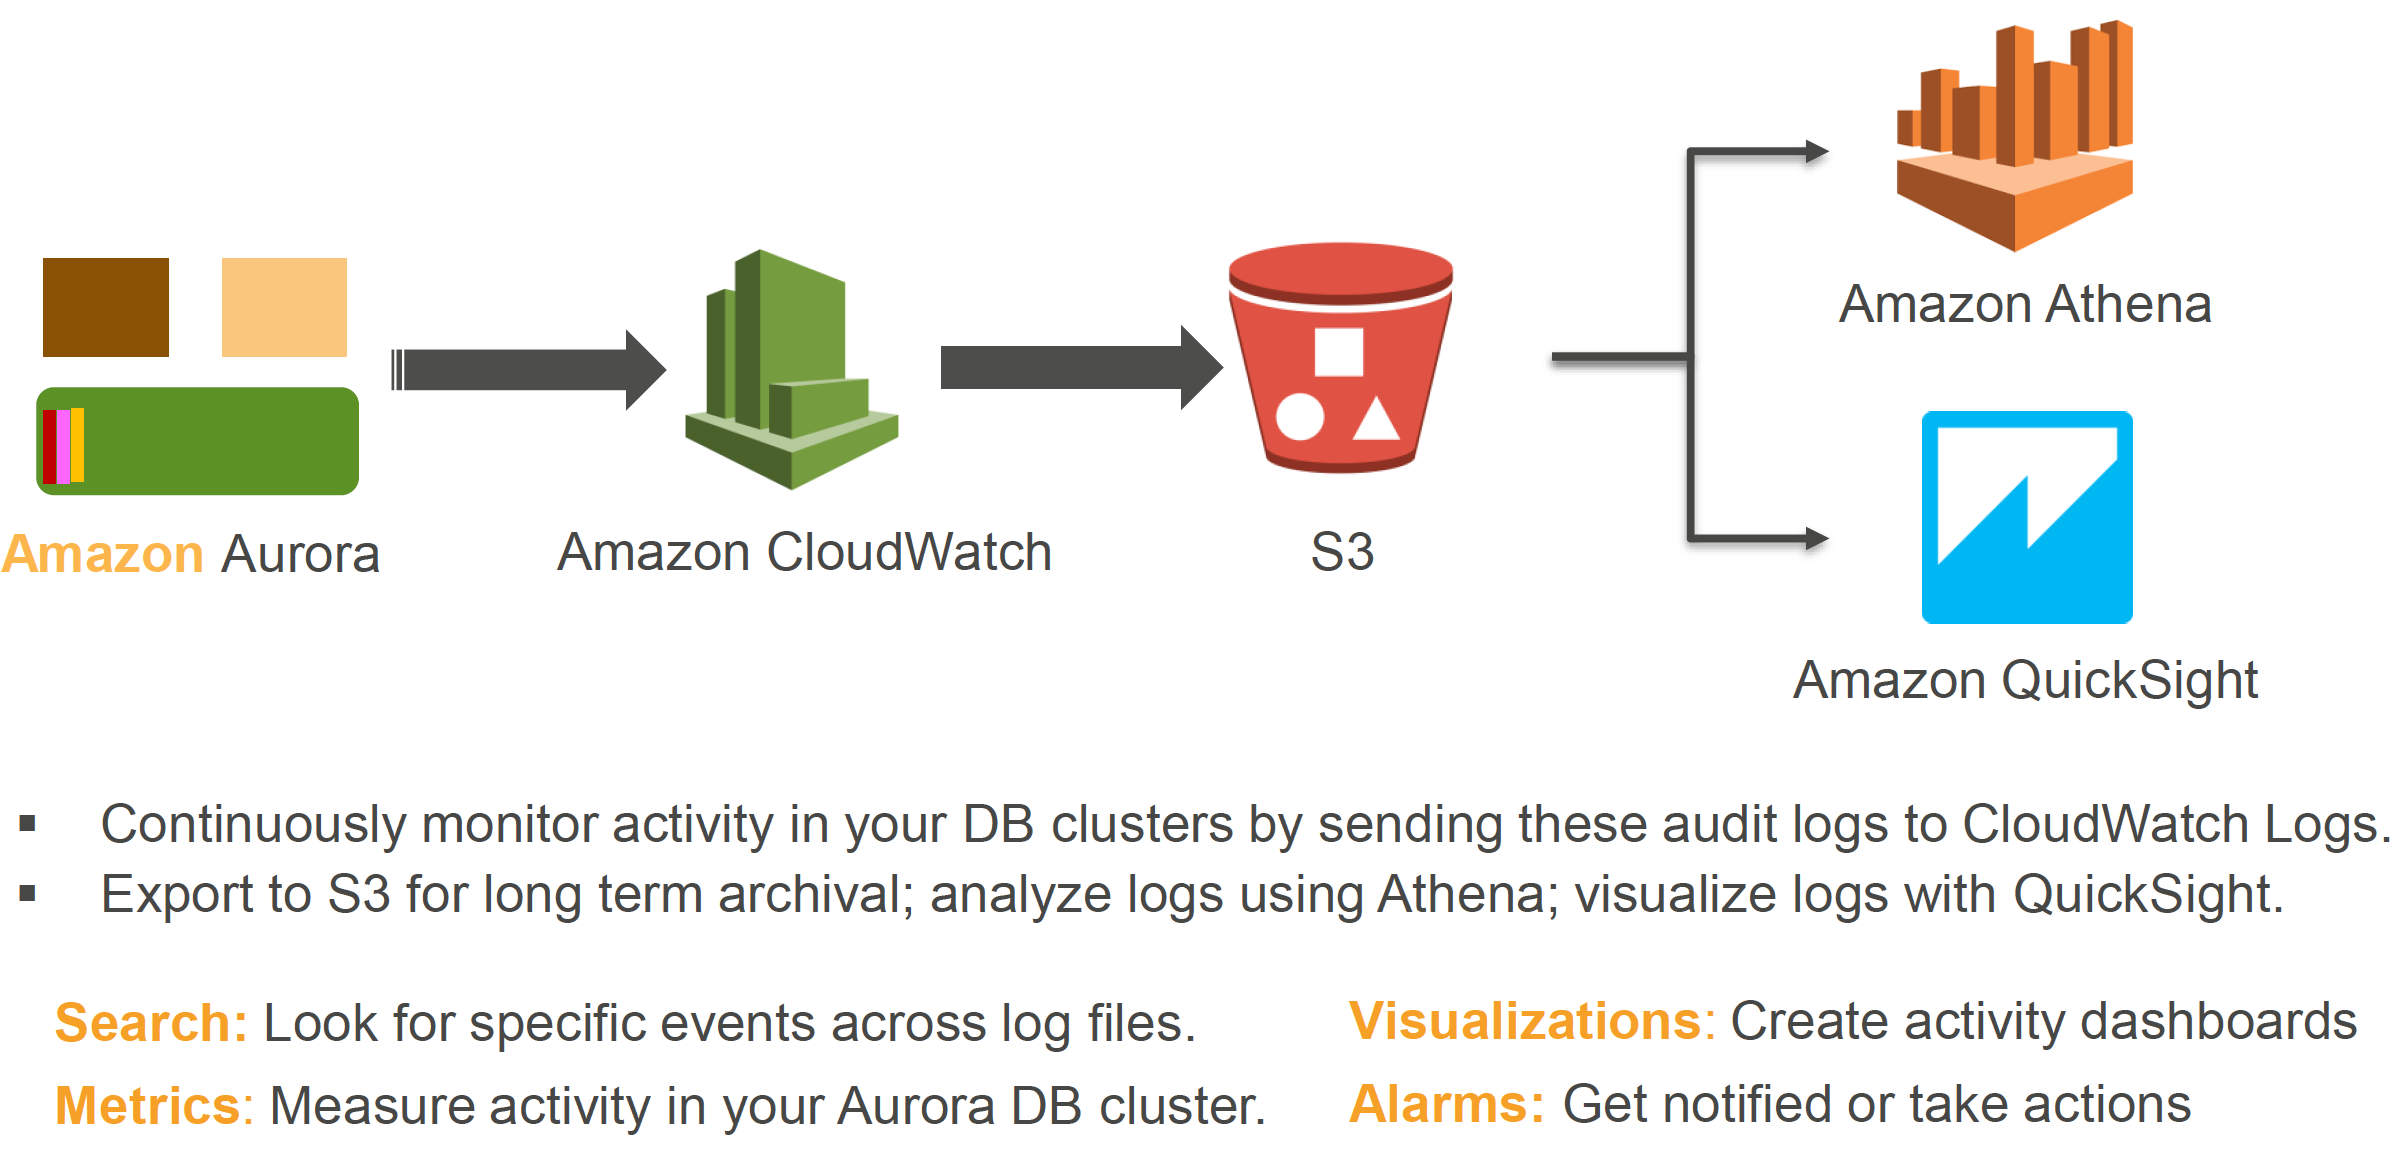 Amazon Athena
Amazon Aurora
Amazon CloudWatch
S3
Amazon QuickSight
▪ Continuously monitor activity in your DB clusters by sending these audit logs to CloudWatch Logs.
▪ Export to S3 for long term archival; analyze logs using Athena; visualize logs with QuickSight.
Search: Look for specific events across log files.
Visualizations: Create activity dashboards
Metrics: Measure activity in your Aurora DB cluster.
Alarms: Get notified or take actions